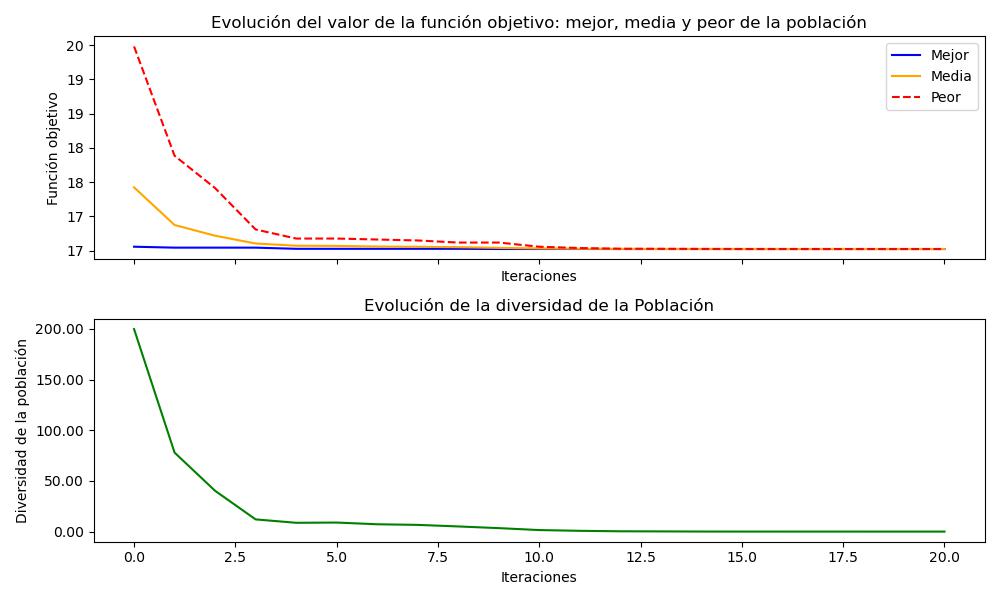 Evolución del valor de la función objetivo: mejor, media y peor de la población
Función objetivo
20
19
19
18
18
17
17
Mejor
Media
Peor
Iteraciones
Evolución de la diversidad de la Población
Diversidad de la población
200.00
150.00
100.00
50.00
0.00
0.0 2.5 5.0 7.5 10.0 12.5 15.0 17.5 20.0
Iteraciones